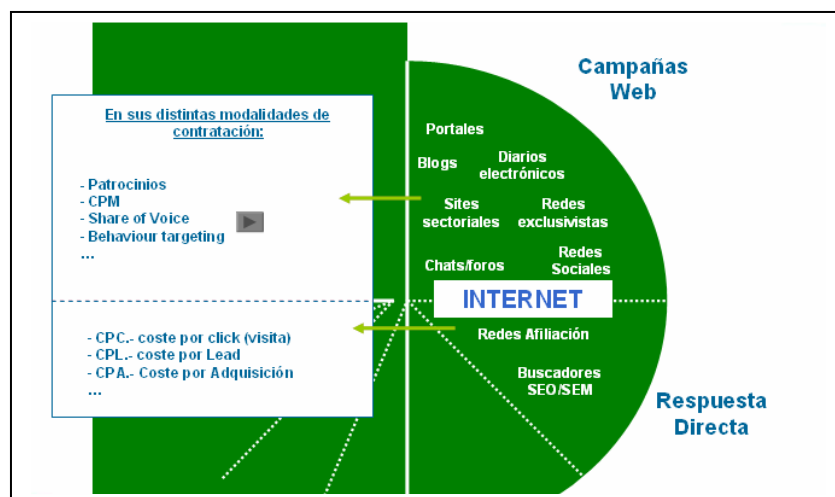 En sus distintas modalidades de
contratación:
- Patrocinios
- CPM
- Share of Voice
- Behaviour targeting
...
- CPC.- coste por click (visita)
- CPL.- coste por Lead
- CPA.- Coste por Adquisición
...
Campañas
Web
Portales
Blogs
Diarios
electrónicos
Sites
sectoriales
Redes
exclusivistas
Chats/foros
Redes
Sociales
INTERNET
Redes Afiliación
Buscadores
SEO/SEM
Respuesta
Directa